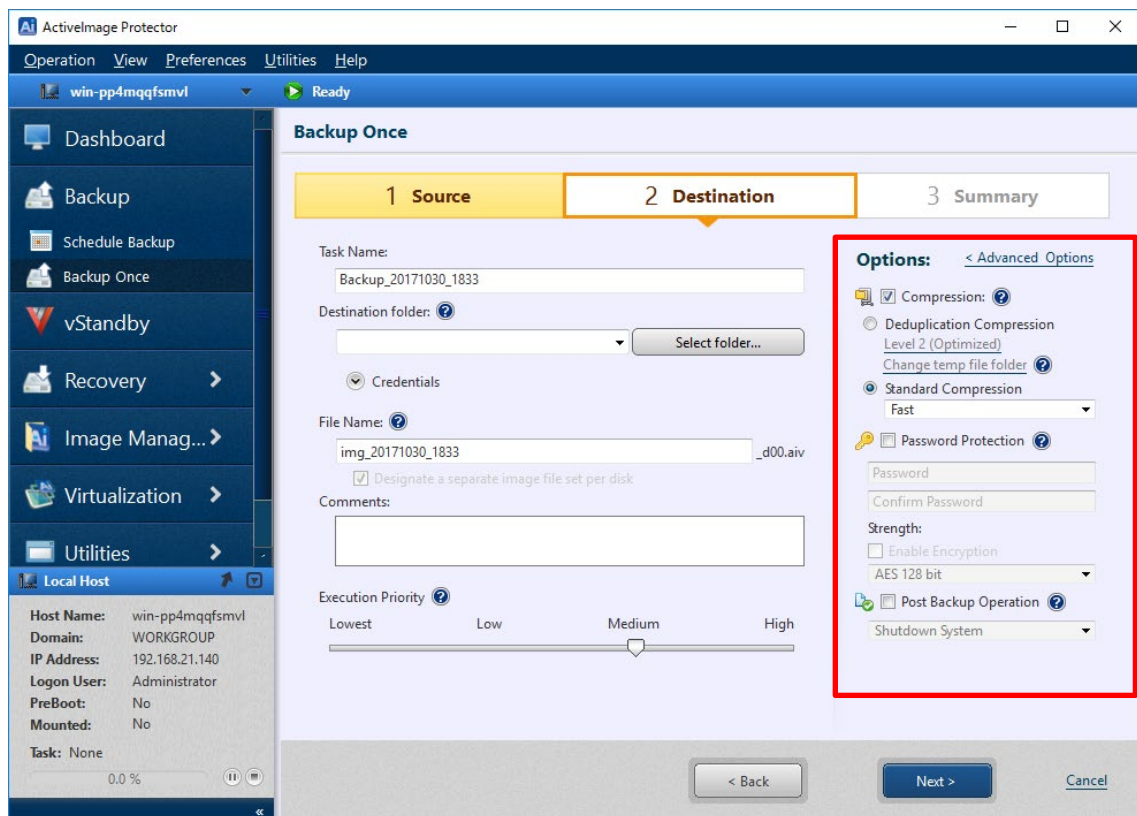 ActiveImage Protector
Operation View Preferences Utilities Help
win-pp4mqqfsmvl Ready
Dashboard
Backup
Schedule Backup
Backup Once
vStandby
Recovery
Image Manag...
Virtualization
Utilities
Local Host
Host Name: win-pp4mqqfsmvl
Domain: WORKGROUP
IP Address: 192.168.21.140
Logon User: Administrator
PreBoot: No
Mounted: No
Task: None
0.0 %
«
Backup Once
1 Source 2 Destination 3 Summary
Task Name:
Backup_20171030_1833
Destination folder: ?
Select folder...
Credentials
File Name: ?
img_20171030_1833 _d00.aiv
Designate a separate image file set per disk
Comments:
Execution Priority ?
Lowest Low Medium High
Options: < Advanced Options
Compression: ?
Deduplication Compression
Level 2 (Optimized)
Change temp file folder ?
Standard Compression
Fast
Password Protection ?
Password
Confirm Password
Strength:
Enable Encryption
AES 128 bit
Post Backup Operation ?
Shutdown System
< Back Next > Cancel